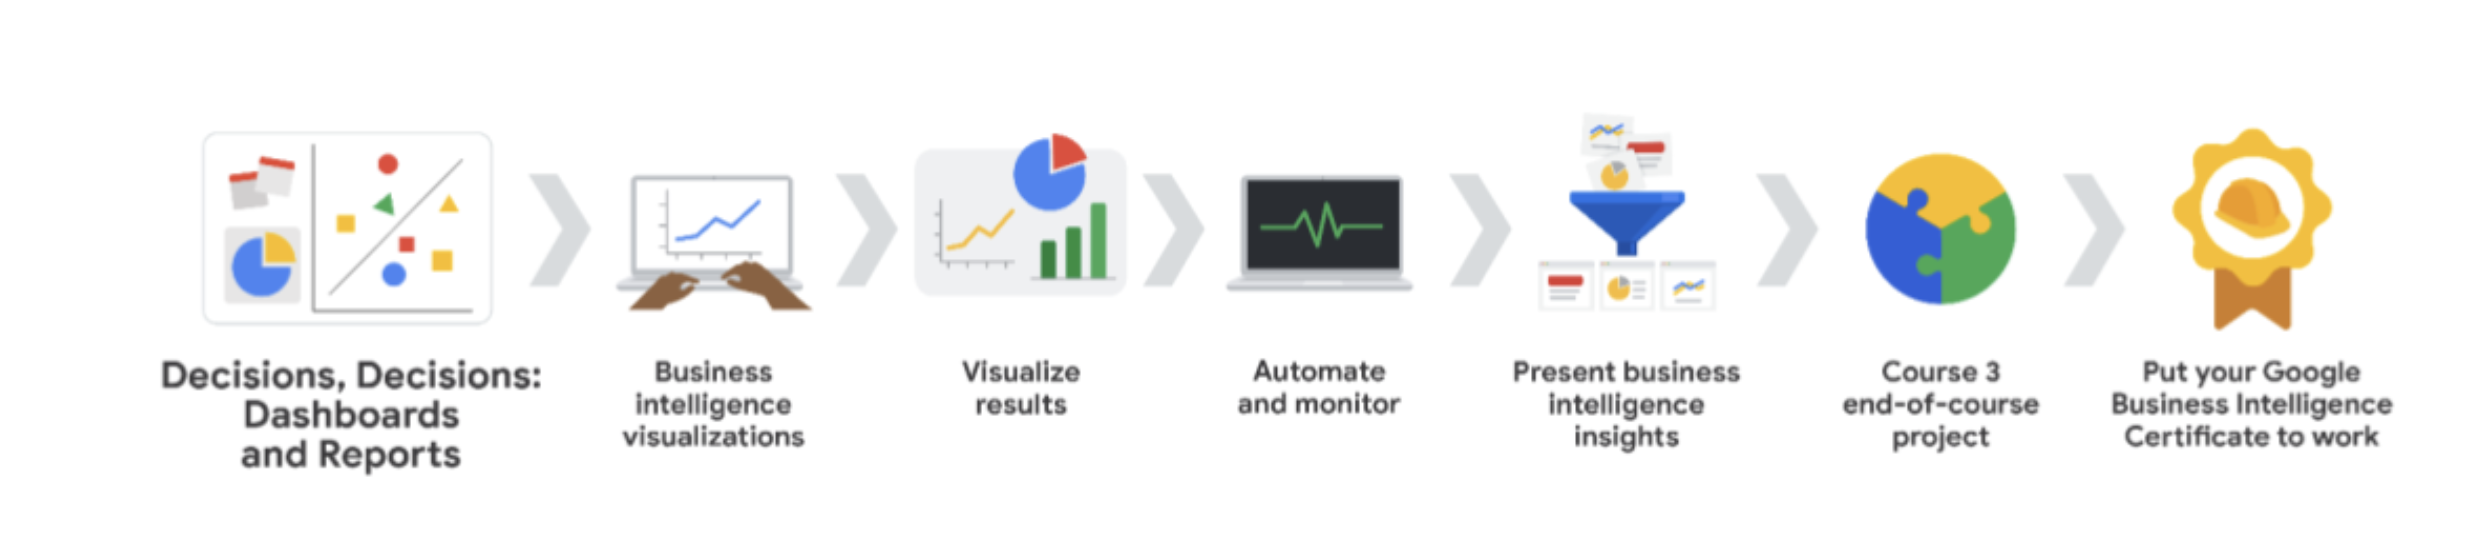 Decisions, Decisions:
Dashboards
and Reports
Business
intelligence
visualizations
Visualize
results
Automate
and monitor
Present business
intelligence
insights
Course 3
end-of-course
project
Put your Google
Business Intelligence
Certificate to work